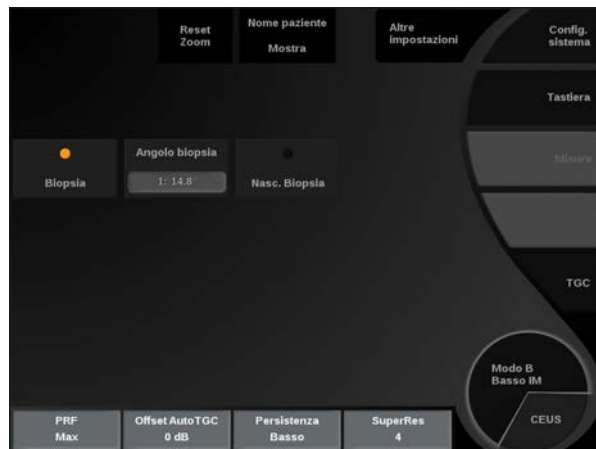 Reset
Zoom
Nome paziente
Mostra
Altre
impostazioni
Config.
sistema
Tastiera
Misura
Biopsia
Angolo biopsia
1: 14.8
Nasc. Biopsia
TGC
Modo B
Basso IM
CEUS
PRF
Max
Offset AutoTGC
0 dB
Persistenza
Basso
SuperRes
4